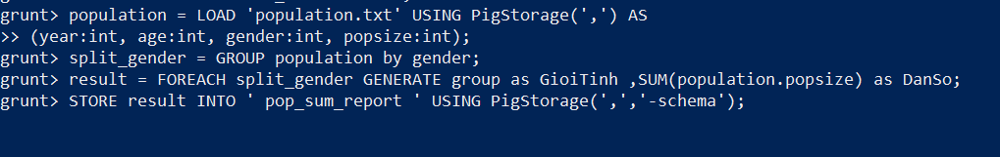 grunt> population = LOAD 'population.txt' USING PigStorage(',') AS
>> (year:int, age:int, gender:int, popsize:int);
grunt> split_gender = GROUP population by gender;
grunt> result = FOREACH split_gender GENERATE group as GioiTinh ,SUM(population.popsize) as DanSo;
grunt> STORE result INTO ' pop_sum_report ' USING PigStorage(',','-schema');